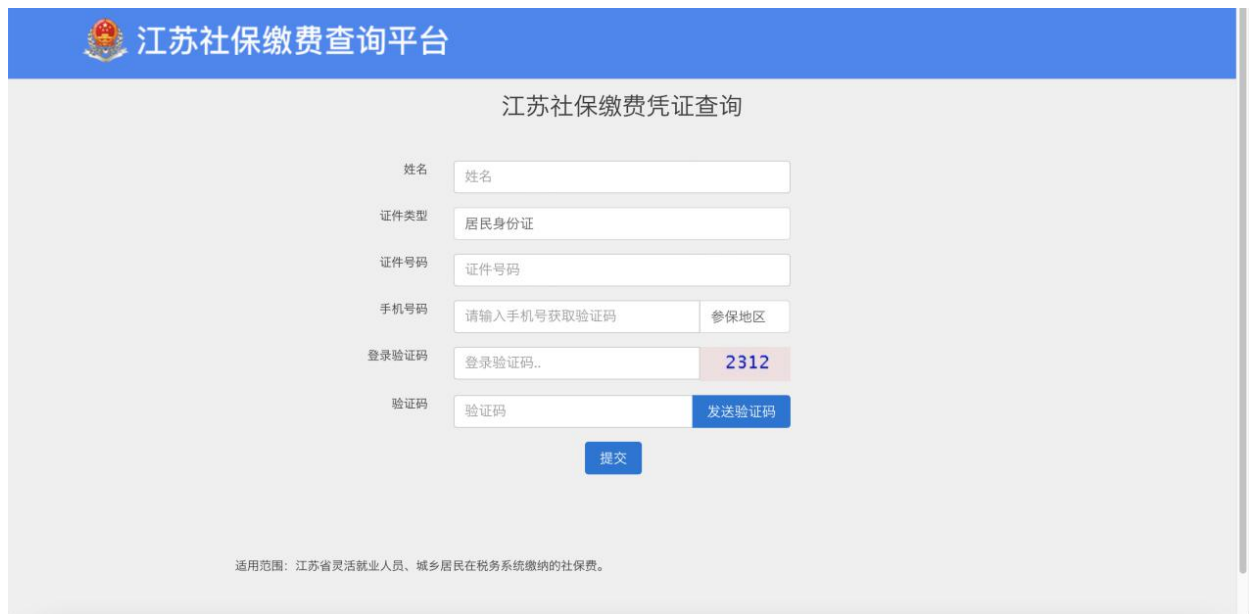 江苏社保缴费查询平台
江苏社保缴费凭证查询
姓名 姓名
证件类型 居民身份证
证件号码 证件号码
手机号码 请输入手机号获取验证码 参保地区
登录验证码 登录验证码.. 2312
验证码 验证码 发送验证码
提交
适用范围：江苏省灵活就业人员、城乡居民在税务系统缴纳的社保费。